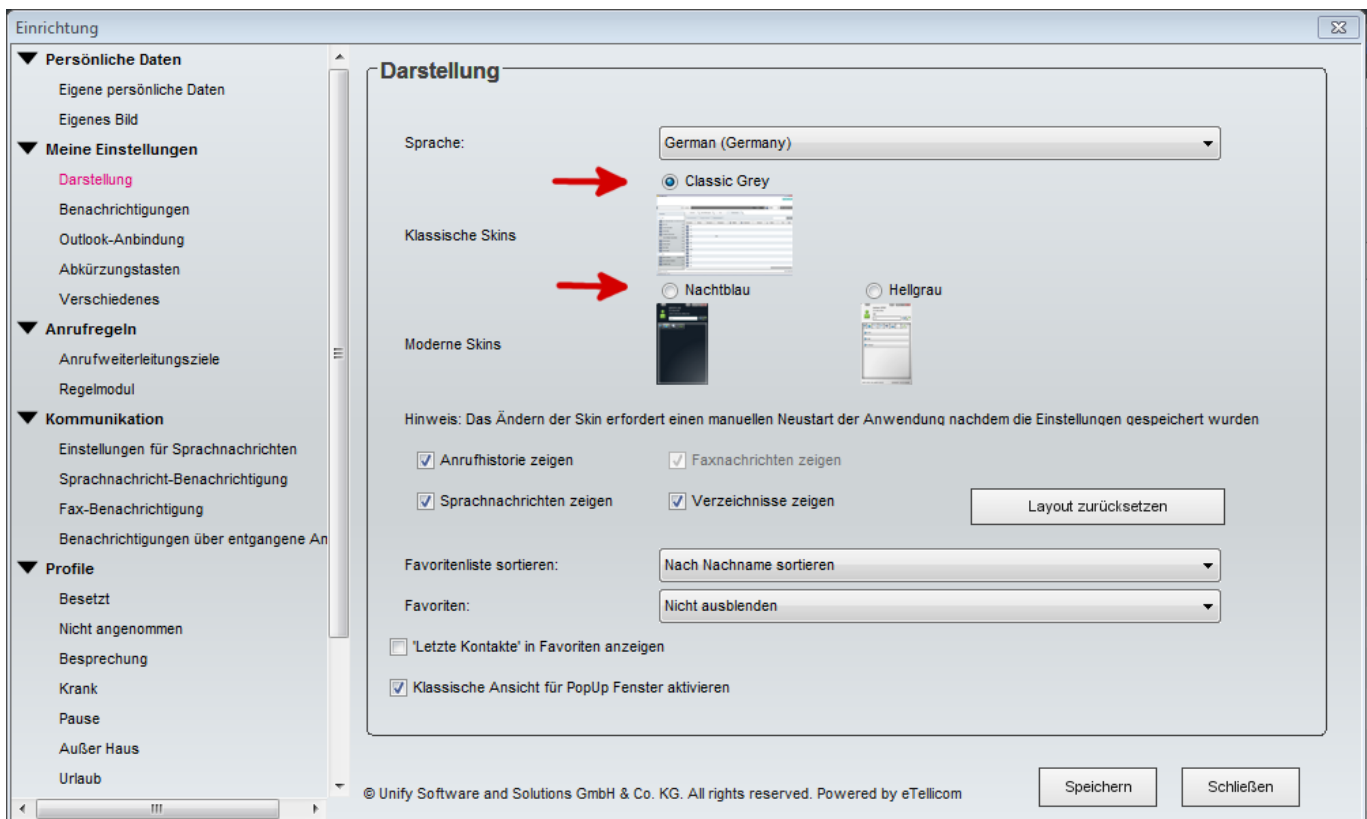 Einrichtung
Persönliche Daten
Eigene persönliche Daten
Eigenes Bild
Meine Einstellungen
Darstellung
Benachrichtigungen
Outlook-Anbindung
Abkürzungstasten
Verschiedenes
Anrufregeln
Anrufweiterleitungsziele
Regelmodul
Kommunikation
Einstellungen für Sprachnachrichten
Sprachnachricht-Benachrichtigung
Fax-Benachrichtigung
Benachrichtigungen über entgangene An
Profile
Besetzt
Nicht angenommen
Besprechung
Krank
Pause
Außer Haus
Urlaub
Darstellung
Sprache:
German (Germany)
Classic Grey
Klassische Skins
Nachtblau
Hellgrau
Moderne Skins
Hinweis: Das Ändern der Skin erfordert einen manuellen Neustart der Anwendung nachdem die Einstellungen gespeichert wurden
Anrufhistorie zeigen
Faxnachrichten zeigen
Sprachnachrichten zeigen
Verzeichnisse zeigen
Layout zurücksetzen
Favoritenliste sortieren:
Nach Nachname sortieren
Favoriten:
Nicht ausblenden
'Letzte Kontakte' in Favoriten anzeigen
Klassische Ansicht für PopUp Fenster aktivieren
© Unify Software and Solutions GmbH & Co. KG. All rights reserved. Powered by eTellicom
Speichern
Schließen